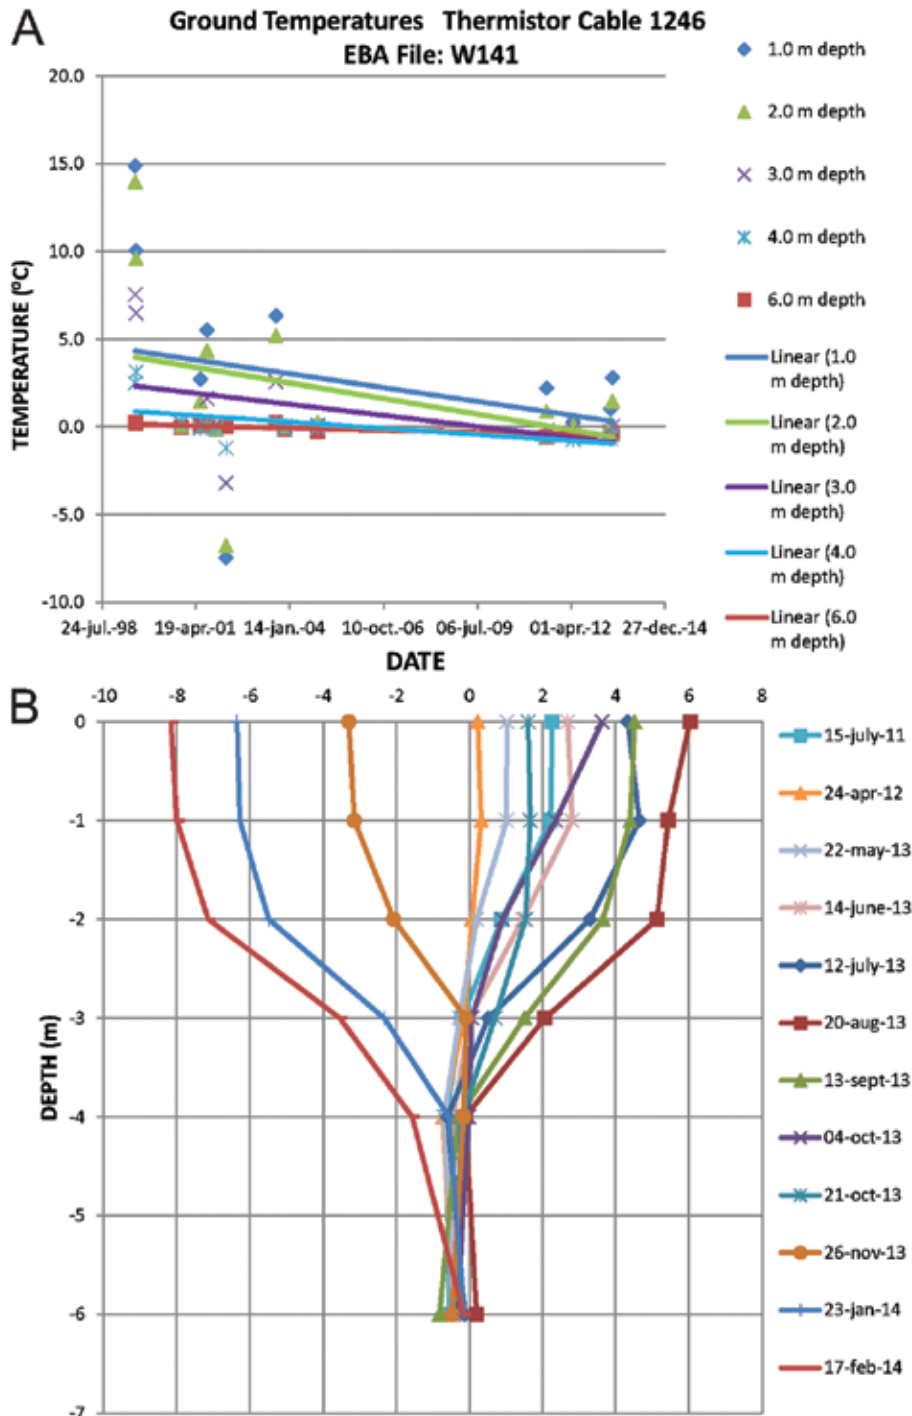 A
Ground Temperatures Thermistor Cable 1246
EBA File: W141
20.0
15.0
10.0
5.0
0.0
-5.0
-10.0
TEMPERATURE (ºC)
24-jul.-98
19-apr.-01
14-jan.-04
10-oct.-06
06-jul.-09
01-apr.-12
27-dec.-14
DATE
1.0 m depth
2.0 m depth
3.0 m depth
4.0 m depth
6.0 m depth
Linear (1.0
m depth)
Linear (2.0
m depth)
Linear (3.0
m depth)
Linear (4.0
m depth)
Linear (6.0
m depth)
B
-10
-8
-6
-4
-2
0
2
4
6
8
0
-1
-2
-3
-4
-5
-6
-7
DEPTH (m)
15-july-11
24-apr-12
22-may-13
14-june-13
12-july-13
20-aug-13
13-sept-13
04-oct-13
21-oct-13
26-nov-13
23-jan-14
17-feb-14